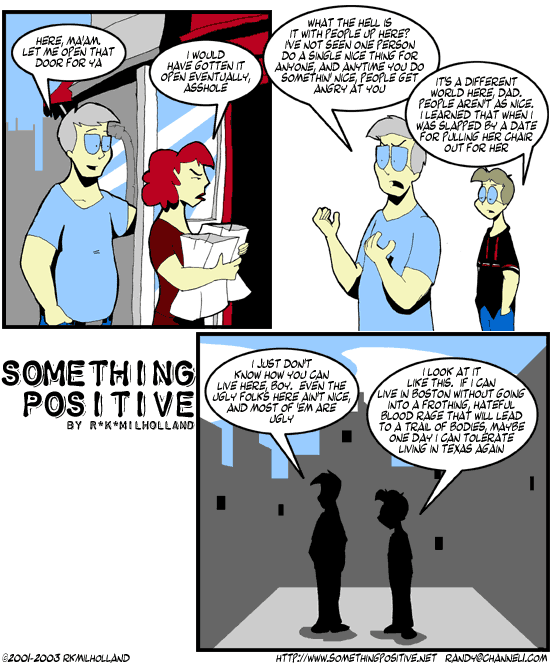 HERE, MA'AM.
LET ME OPEN THAT
DOOR FOR YA
I WOULD
HAVE GOTTEN IT
OPEN EVENTUALLY,
ASSHOLE
WHAT THE HELL IS
IT WITH PEOPLE UP HERE?
I'VE NOT SEEN ONE PERSON
DO A SINGLE NICE THING FOR
ANYONE, AND ANYTIME YOU DO
SOMETHIN' NICE, PEOPLE GET
ANGRY AT YOU
IT'S A DIFFERENT
WORLD HERE, DAD.
PEOPLE AREN'T AS NICE.
I LEARNED THAT WHEN I
WAS SLAPPED BY A DATE
FOR PULLING HER CHAIR
OUT FOR HER
SOMETHING
POSITIVE
BY R*K*MILHOLLAND
I JUST DON'T
KNOW HOW YOU CAN
LIVE HERE, BOY. EVEN THE
UGLY FOLKS HERE AIN'T NICE,
AND MOST OF 'EM ARE
UGLY
I LOOK AT IT
LIKE THIS. IF I CAN
LIVE IN BOSTON WITHOUT GOING
INTO A FROTHING, HATEFUL
BLOOD RAGE THAT WILL LEAD
TO A TRAIL OF BODIES, MAYBE
ONE DAY I CAN TOLERATE
LIVING IN TEXAS AGAIN
©2001-2003 RKMILHOLLAND
HTTP://WWW.SOMETHINGPOSITIVE.NET RANDY@CHANNEL1.COM